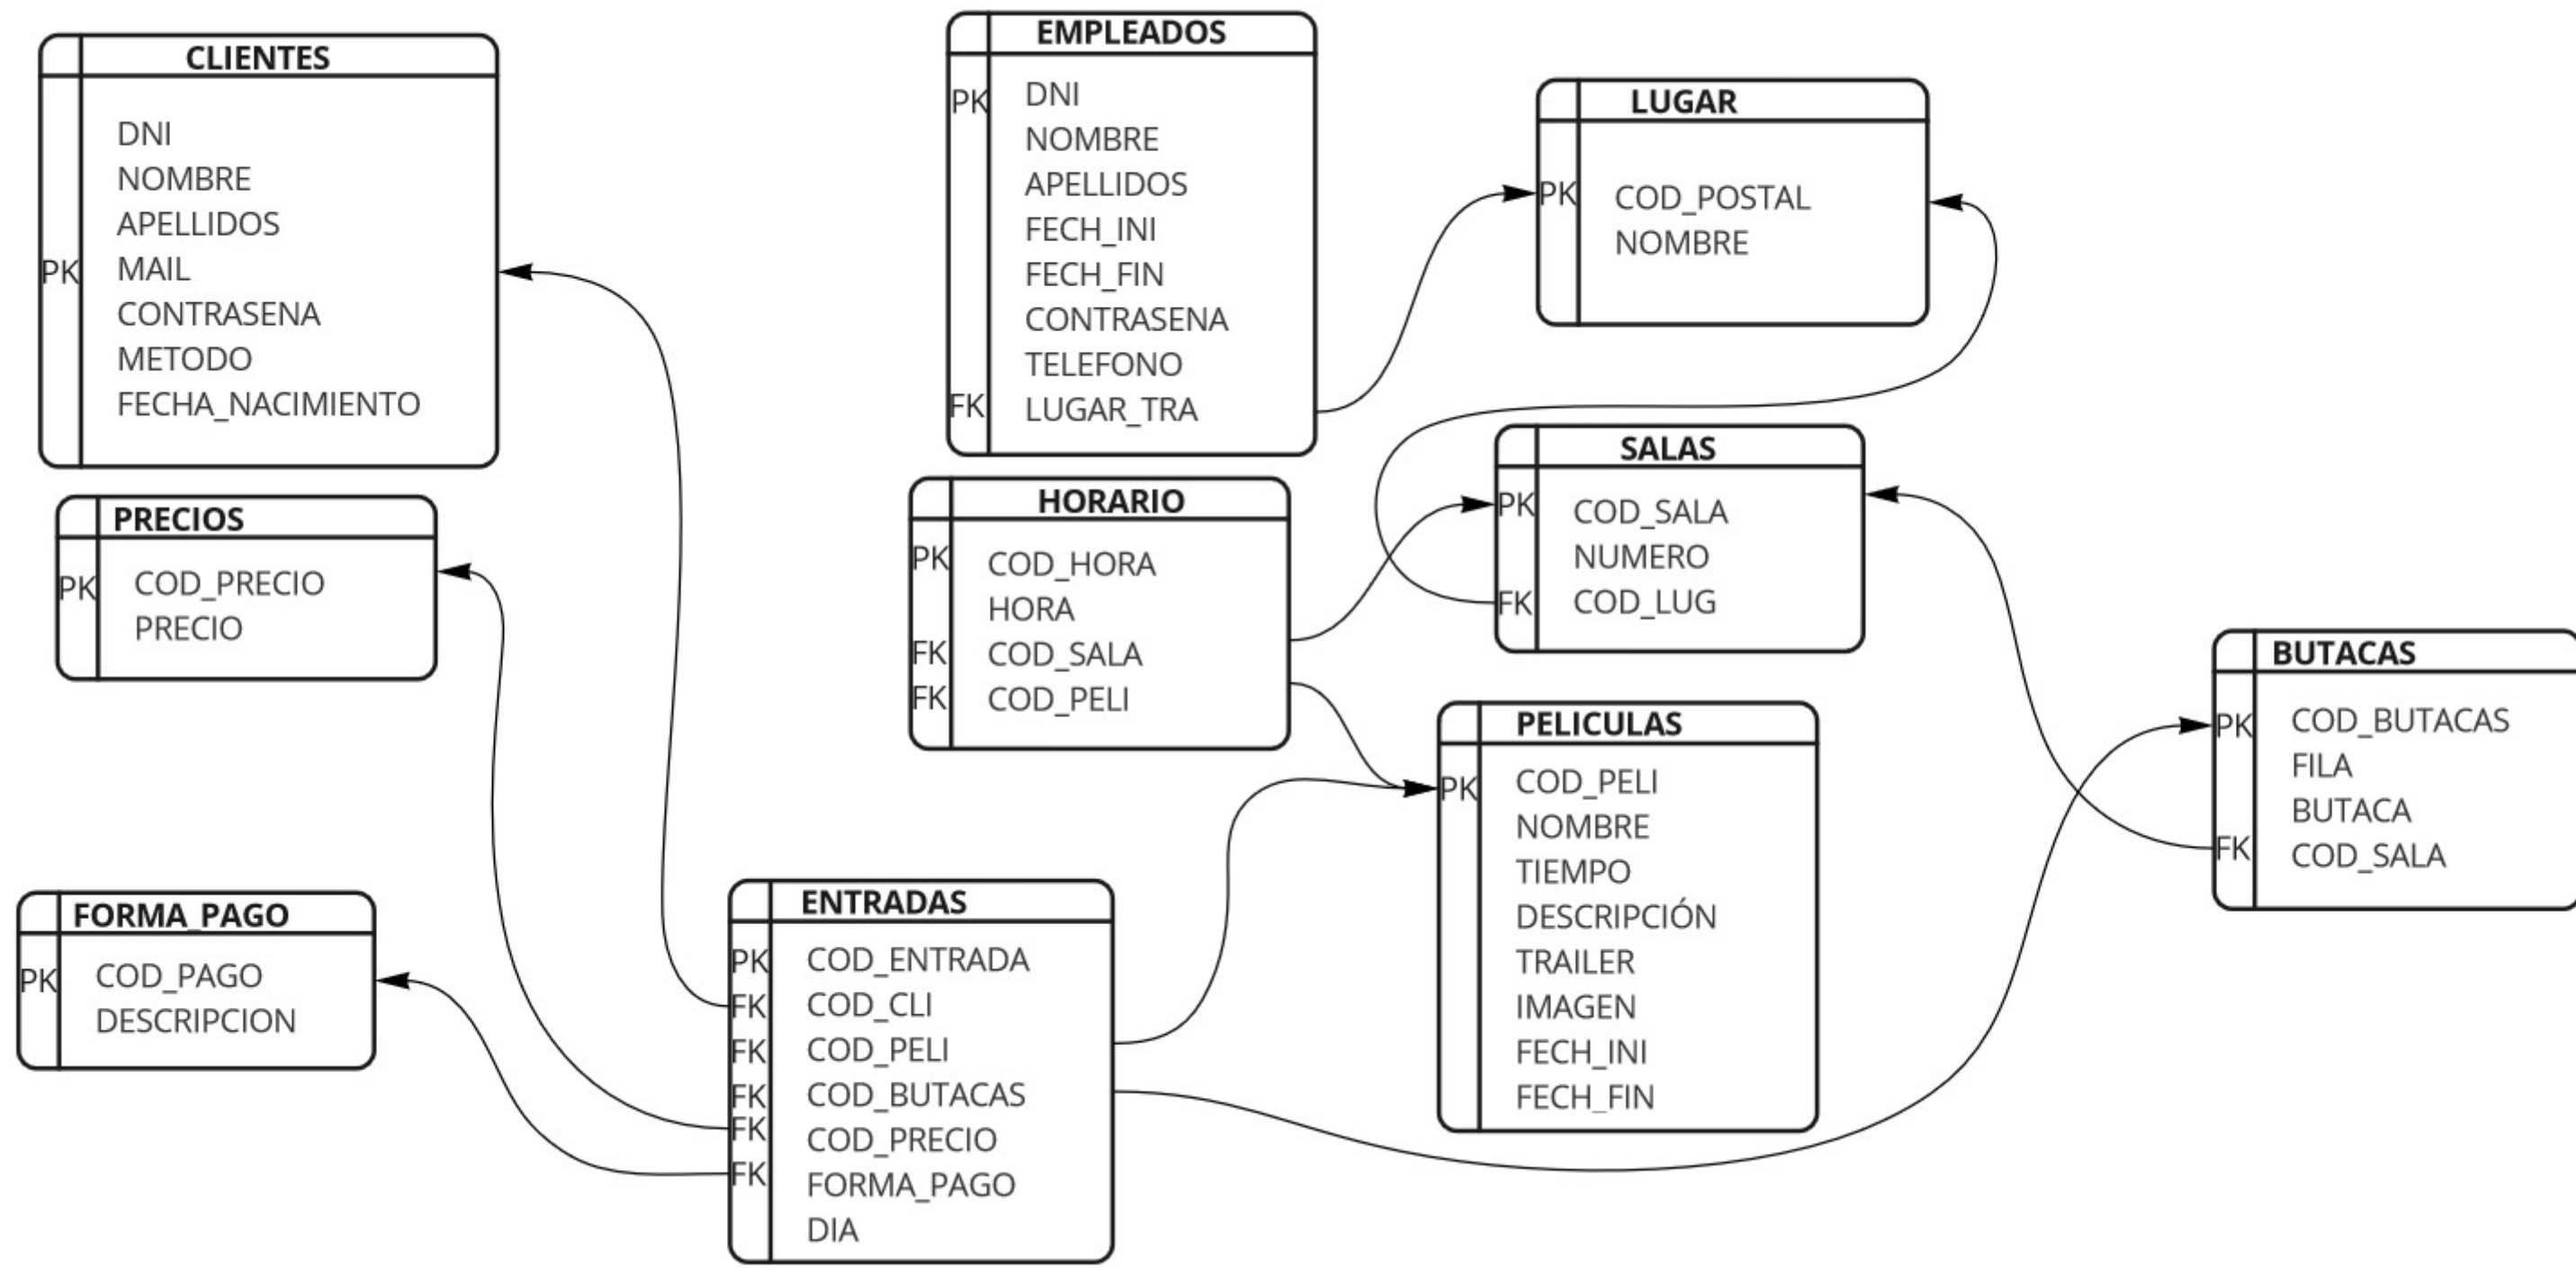 CLIENTES
DNI
NOMBRE
APELLIDOS
PK MAIL
CONTRASENA
METODO
FECHA_NACIMIENTO
EMPLEADOS
PK DNI
NOMBRE
APELLIDOS
FECH_INI
FECH_FIN
CONTRASENA
TELEFONO
FK LUGAR_TRA
LUGAR
PK COD_POSTAL
NOMBRE
PRECIOS
PK COD_PRECIO
PRECIO
HORARIO
PK COD_HORA
HORA
FK COD_SALA
FK COD_PELI
SALAS
PK COD_SALA
NUMERO
FK COD_LUG
BUTACAS
PK COD_BUTACAS
FILA
BUTACA
FK COD_SALA
PELICULAS
PK COD_PELI
NOMBRE
TIEMPO
DESCRIPCIÓN
TRAILER
IMAGEN
FECH_INI
FECH_FIN
FORMA_PAGO
PK COD_PAGO
DESCRIPCION
ENTRADAS
PK COD_ENTRADA
FK COD_CLI
FK COD_PELI
FK COD_BUTACAS
FK COD_PRECIO
FK FORMA_PAGO
DIA